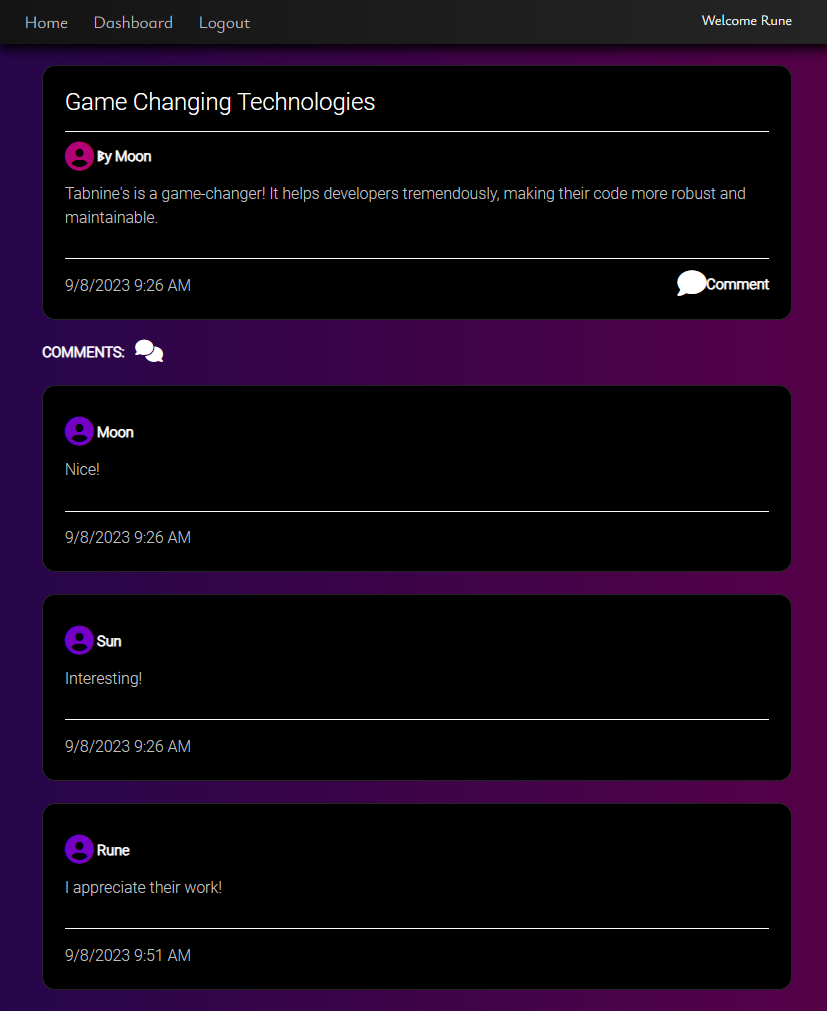 Home Dashboard Logout Welcome Rune
Game Changing Technologies
By Moon
Tabnine's is a game-changer! It helps developers tremendously, making their code more robust and
maintainable.
9/8/2023 9:26 AM Comment
COMMENTS:
Moon
Nice!
9/8/2023 9:26 AM
Sun
Interesting!
9/8/2023 9:26 AM
Rune
I appreciate their work!
9/8/2023 9:51 AM